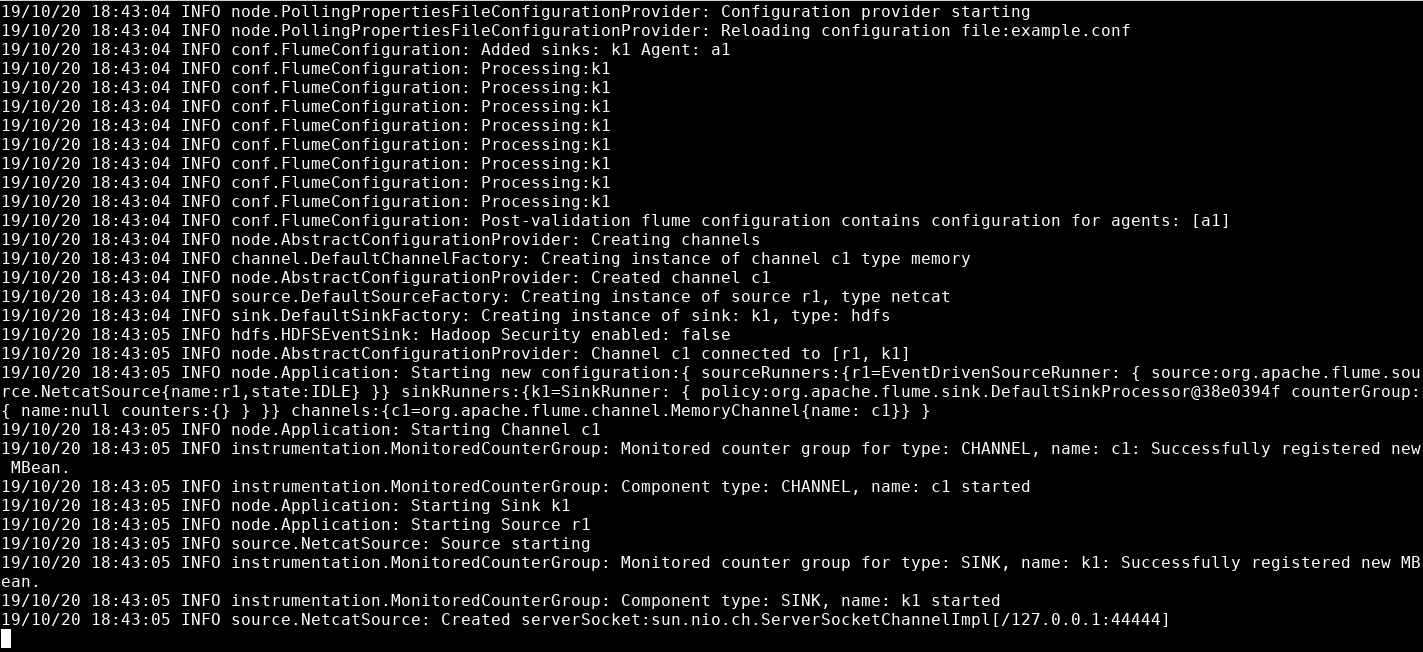 19/10/20 18:43:04 INFO node.PollingPropertiesFileConfigurationProvider: Configuration provider starting
19/10/20 18:43:04 INFO node.PollingPropertiesFileConfigurationProvider: Reloading configuration file:example.conf
19/10/20 18:43:04 INFO conf.FlumeConfiguration: Added sinks: k1 Agent: a1
19/10/20 18:43:04 INFO conf.FlumeConfiguration: Processing:k1
19/10/20 18:43:04 INFO conf.FlumeConfiguration: Processing:k1
19/10/20 18:43:04 INFO conf.FlumeConfiguration: Processing:k1
19/10/20 18:43:04 INFO conf.FlumeConfiguration: Processing:k1
19/10/20 18:43:04 INFO conf.FlumeConfiguration: Processing:k1
19/10/20 18:43:04 INFO conf.FlumeConfiguration: Processing:k1
19/10/20 18:43:04 INFO conf.FlumeConfiguration: Processing:k1
19/10/20 18:43:04 INFO conf.FlumeConfiguration: Processing:k1
19/10/20 18:43:04 INFO conf.FlumeConfiguration: Post-validation flume configuration contains configuration for agents: [a1]
19/10/20 18:43:04 INFO node.AbstractConfigurationProvider: Creating channels
19/10/20 18:43:04 INFO channel.DefaultChannelFactory: Creating instance of channel c1 type memory
19/10/20 18:43:04 INFO node.AbstractConfigurationProvider: Created channel c1
19/10/20 18:43:04 INFO source.DefaultSourceFactory: Creating instance of source r1, type netcat
19/10/20 18:43:04 INFO sink.DefaultSinkFactory: Creating instance of sink: k1, type: hdfs
19/10/20 18:43:05 INFO hdfs.HDFSEventSink: Hadoop Security enabled: false
19/10/20 18:43:05 INFO node.AbstractConfigurationProvider: Channel c1 connected to [r1, k1]
19/10/20 18:43:05 INFO node.Application: Starting new configuration:{ sourceRunners:{r1=EventDrivenSourceRunner: { source:org.apache.flume.sou
rce.NetcatSource{name:r1,state:IDLE} }} sinkRunners:{k1=SinkRunner: { policy:org.apache.flume.sink.DefaultSinkProcessor@38e0394f counterGroup:
{ name:null counters:{} } }} channels:{c1=org.apache.flume.channel.MemoryChannel{name: c1}} }
19/10/20 18:43:05 INFO node.Application: Starting Channel c1
19/10/20 18:43:05 INFO instrumentation.MonitoredCounterGroup: Monitored counter group for type: CHANNEL, name: c1: Successfully registered new
 MBean.
19/10/20 18:43:05 INFO instrumentation.MonitoredCounterGroup: Component type: CHANNEL, name: c1 started
19/10/20 18:43:05 INFO node.Application: Starting Sink k1
19/10/20 18:43:05 INFO node.Application: Starting Source r1
19/10/20 18:43:05 INFO source.NetcatSource: Source starting
19/10/20 18:43:05 INFO instrumentation.MonitoredCounterGroup: Monitored counter group for type: SINK, name: k1: Successfully registered new MB
ean.
19/10/20 18:43:05 INFO instrumentation.MonitoredCounterGroup: Component type: SINK, name: k1 started
19/10/20 18:43:05 INFO source.NetcatSource: Created serverSocket:sun.nio.ch.ServerSocketChannelImpl[/127.0.0.1:44444]